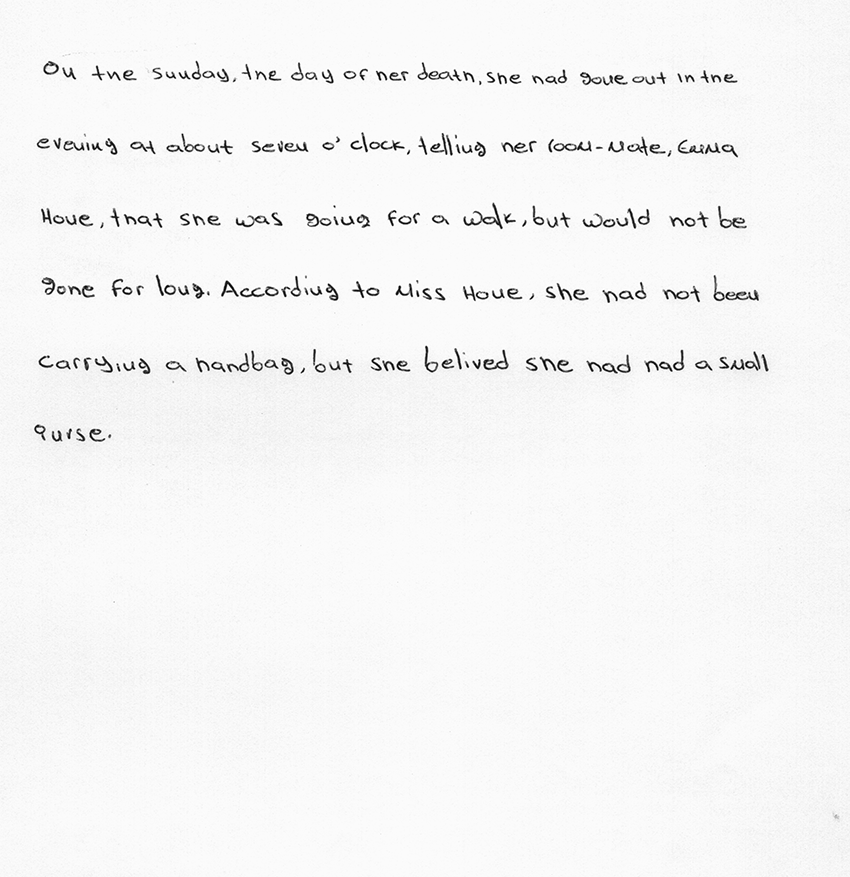 On the Sunday, the day of her death, she had gone out in the
evening at about seven o'clock, telling her room-mate, Erima
Hone, that she was going for a walk, but would not be
gone for long. According to Miss Hone, she had not been
carrying a handbag, but she belived she had had a small
purse.